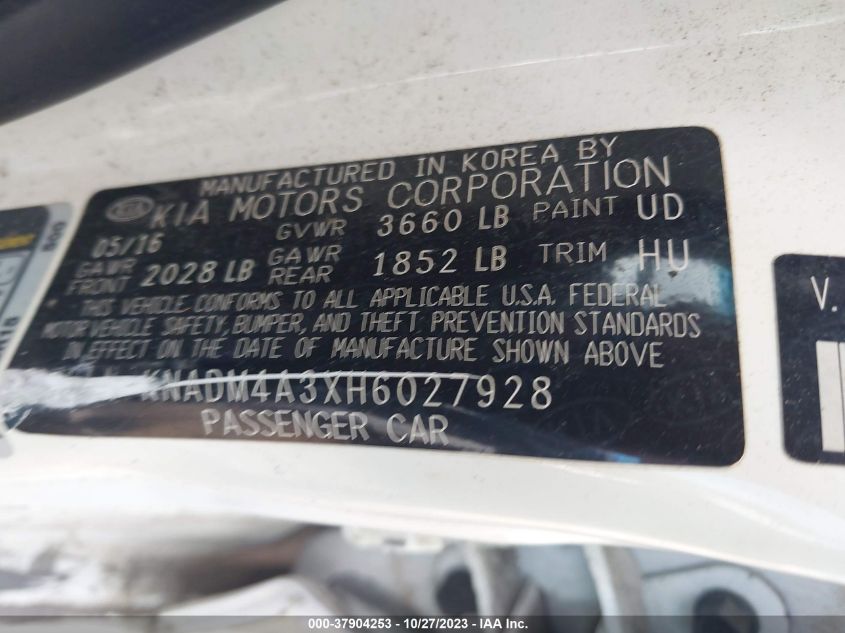 MANUFACTURED IN KOREA BY
KIA KIA MOTORS CORPORATION
05/16 GVWR 3660 LB PAINT UD
GAWR FRONT 2028 LB GAWR REAR 1852 LB TRIM HU
* THIS VEHICLE CONFORMS TO ALL APPLICABLE U.S.A. FEDERAL
MOTOR VEHICLE SAFETY, BUMPER, AND THEFT PREVENTION STANDARDS
IN EFFECT ON THE DATE OF MANUFACTURE SHOWN ABOVE
KNADM4A3XH6027928
PASSENGER CAR
V.
000-37904253 | 10/27/2023 - IAA Inc.